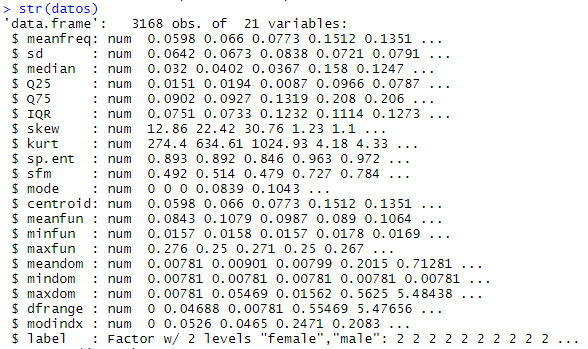 > str(datos)
'data.frame':   3168 obs. of  21 variables:
 $ meanfreq: num  0.0598 0.066 0.0773 0.1512 0.1351 ...
 $ sd      : num  0.0642 0.0673 0.0838 0.0721 0.0791 ...
 $ median  : num  0.032 0.0402 0.0367 0.158 0.1247 ...
 $ Q25     : num  0.0151 0.0194 0.0087 0.0966 0.0787 ...
 $ Q75     : num  0.0902 0.0927 0.1319 0.208 0.206 ...
 $ IQR     : num  0.0751 0.0733 0.1232 0.1114 0.1273 ...
 $ skew    : num  12.86 22.42 30.76 1.23 1.1 ...
 $ kurt    : num  274.4 634.61 1024.93 4.18 4.33 ...
 $ sp.ent  : num  0.893 0.892 0.846 0.963 0.972 ...
 $ sfm     : num  0.492 0.514 0.479 0.727 0.784 ...
 $ mode    : num  0 0 0 0.0839 0.1043 ...
 $ centroid: num  0.0598 0.066 0.0773 0.1512 0.1351 ...
 $ meanfun : num  0.0843 0.1079 0.0987 0.089 0.1064 ...
 $ minfun  : num  0.0157 0.0158 0.0157 0.0178 0.0169 ...
 $ maxfun  : num  0.276 0.25 0.271 0.25 0.267 ...
 $ meandom : num  0.00781 0.00901 0.00799 0.2015 0.71281 ...
 $ mindom  : num  0.00781 0.00781 0.00781 0.00781 0.00781 ...
 $ maxdom  : num  0.00781 0.05469 0.01562 0.5625 5.48438 ...
 $ dfrange : num  0 0.04688 0.00781 0.55469 5.47656 ...
 $ modindx : num  0 0.0526 0.0465 0.2471 0.2083 ...
 $ label   : Factor w/ 2 levels "female","male": 2 2 2 2 2 2 2 2 2 2 ...